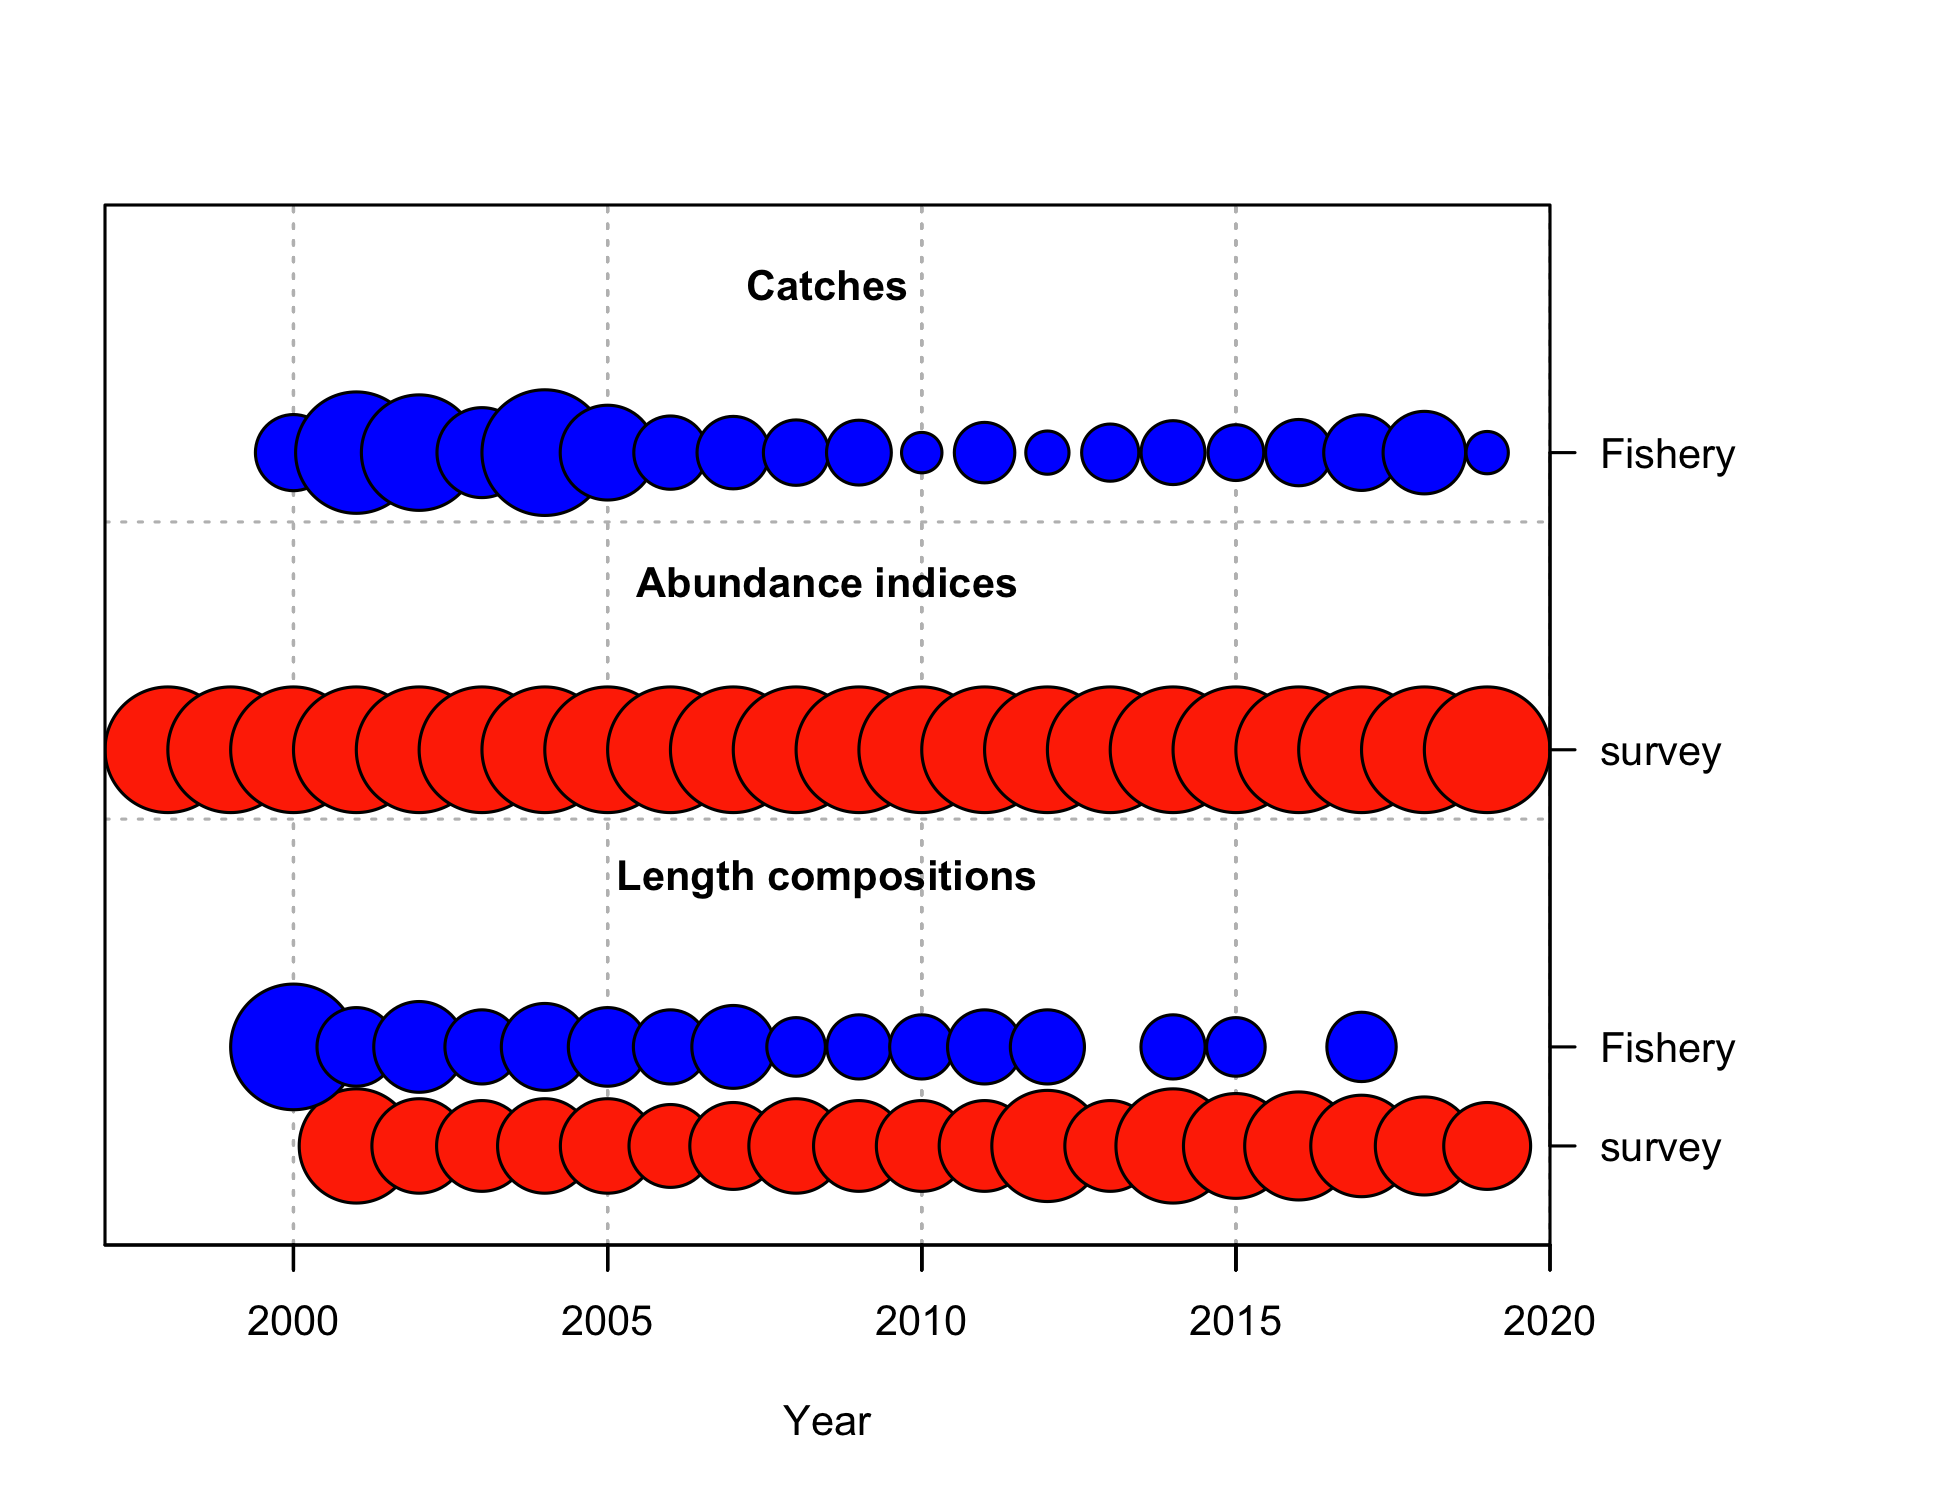 Catches
Fishery
Abundance indices
survey
Length compositions
Fishery
survey
2000 2005 2010 2015 2020
Year